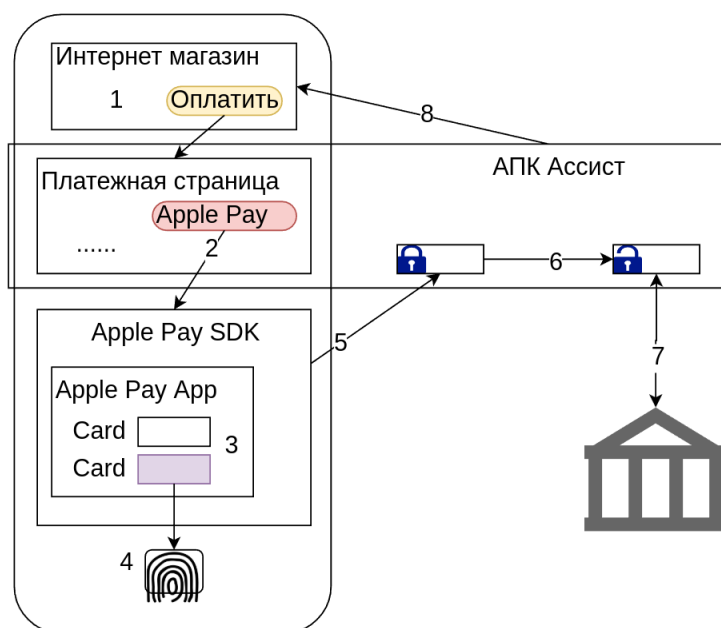 Интернет магазин
1
Оплатить
8
АПК Ассист
Платежная страница
Apple Pay
......
2
6
Apple Pay SDK
5
7
Apple Pay App
Card
3
Card
4